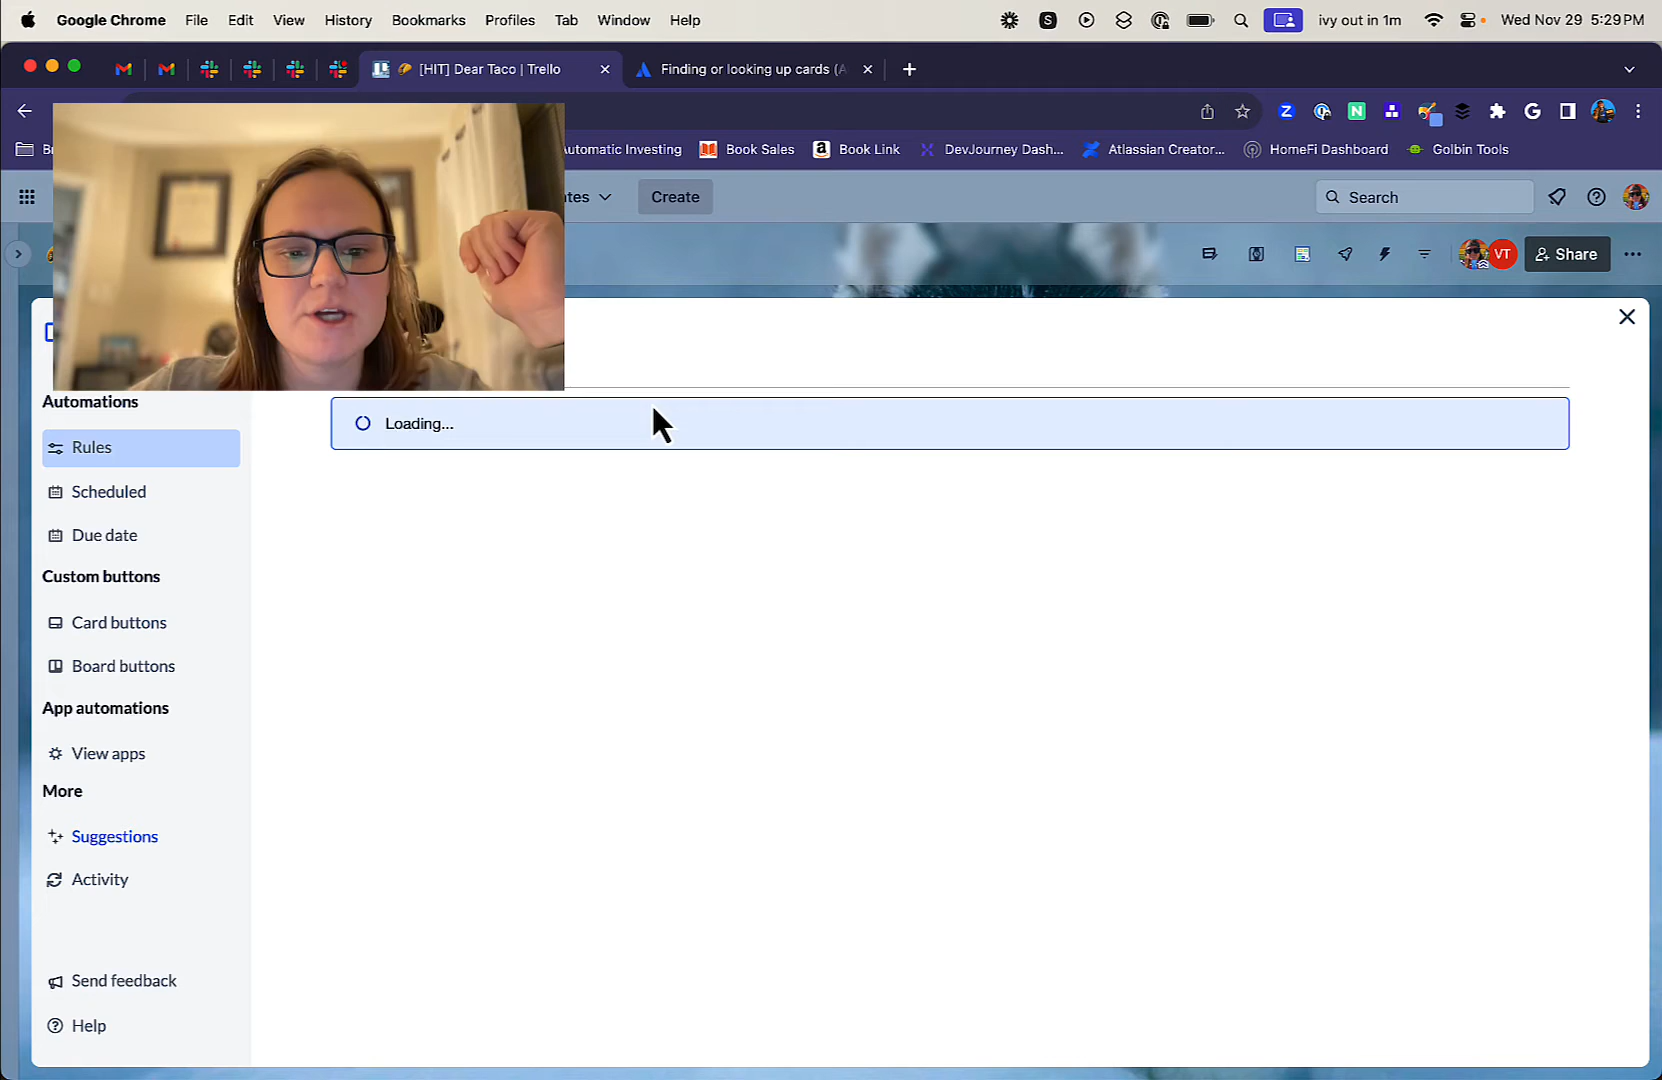 Google Chrome File Edit View History Bookmarks Profiles Tab Window Help ivy out in 1m Wed Nov 29 5:29 PM
[HIT] Dear Taco | Trello Finding or looking up cards (
Automatic Investing Book Sales Book Link DevJourney Dash... Atlassian Creator... HomeFi Dashboard Golbin Tools
Create Search
VT Share
Automations
Loading...
Rules
Scheduled
Due date
Custom buttons
Card buttons
Board buttons
App automations
View apps
More
Suggestions
Activity
Send feedback
Help